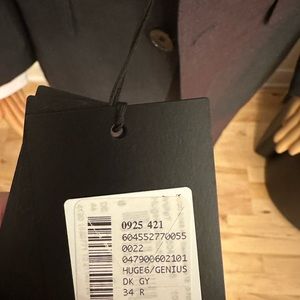 0925 421
604552770055
0022
047900602101
HUGE6/GENIUS
DK GY
34 R